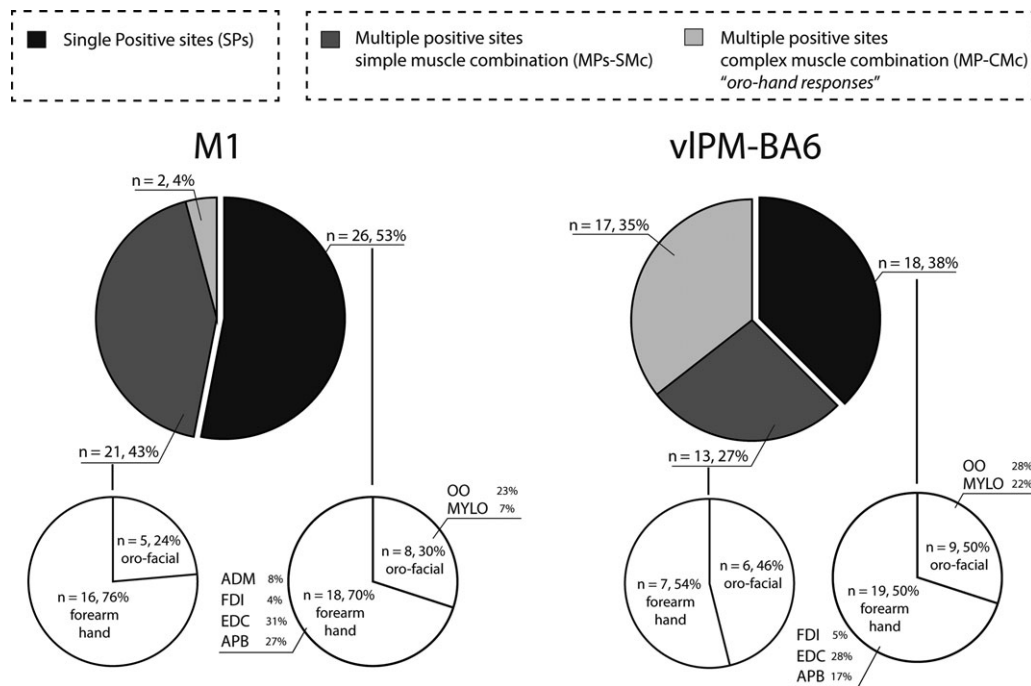 Single Positive sites (SPs)
Multiple positive sites
simple muscle combination (MPs-SMc)
Multiple positive sites
complex muscle combination (MP-CMc)
"oro-hand responses"
M1
n = 2, 4%
n = 26, 53%
n = 21, 43%
n = 5, 24%
oro-facial
n = 16, 76%
forearm
hand
OO 23%
MYLO 7%
n = 8, 30%
oro-facial
n = 18, 70%
forearm
hand
ADM 8%
FDI 4%
EDC 31%
APB 27%
vlPM-BA6
n = 17, 35%
n = 18, 38%
n = 13, 27%
n = 6, 46%
oro-facial
n = 7, 54%
forearm
hand
OO 28%
MYLO 22%
n = 9, 50%
oro-facial
n = 19, 50%
forearm
hand
FDI 5%
EDC 28%
APB 17%